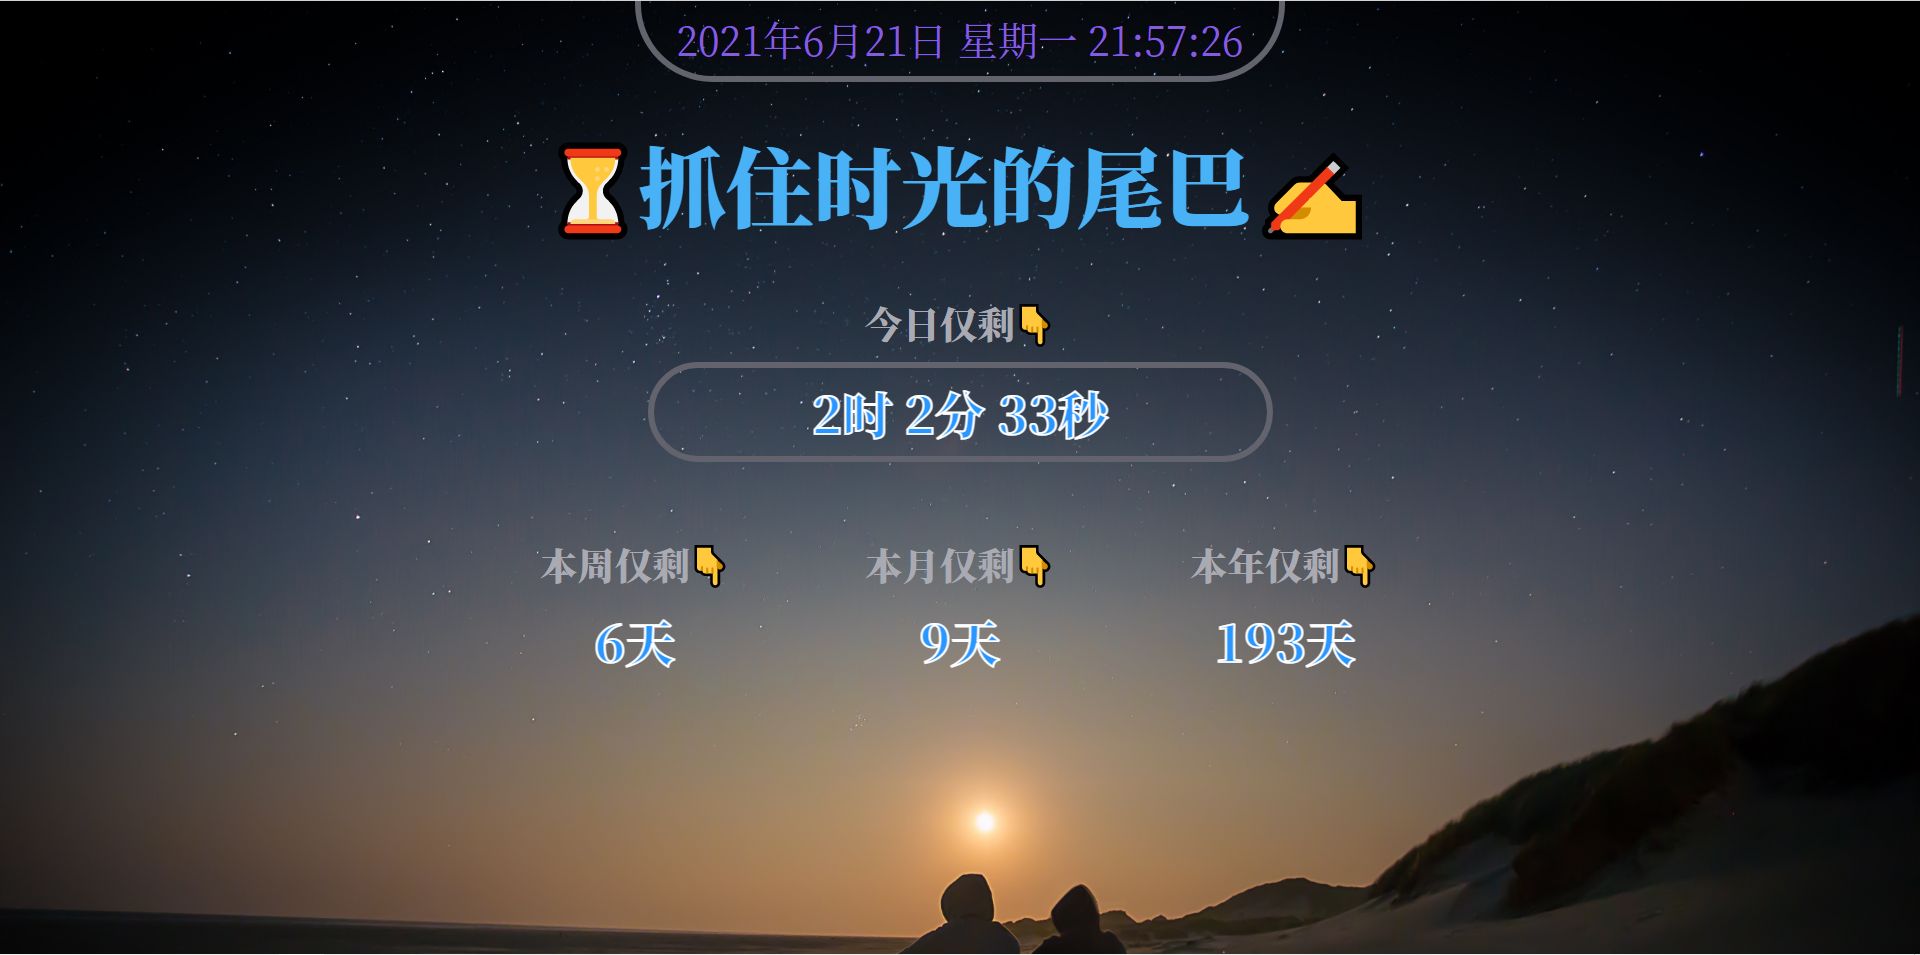 2021年6月21日 星期一 21:57:26
⏳抓住时光的尾巴✍
今日仅剩👇
2时 2分 33秒
本周仅剩👇 本月仅剩👇 本年仅剩👇
6天 9天 193天